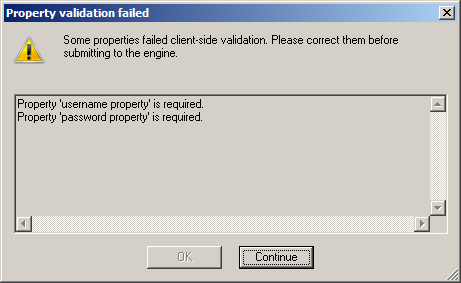 Property validation failed
Some properties failed client-side validation. Please correct them before
submitting to the engine.
Property 'username property' is required.
Property 'password property' is required.
OK
Continue